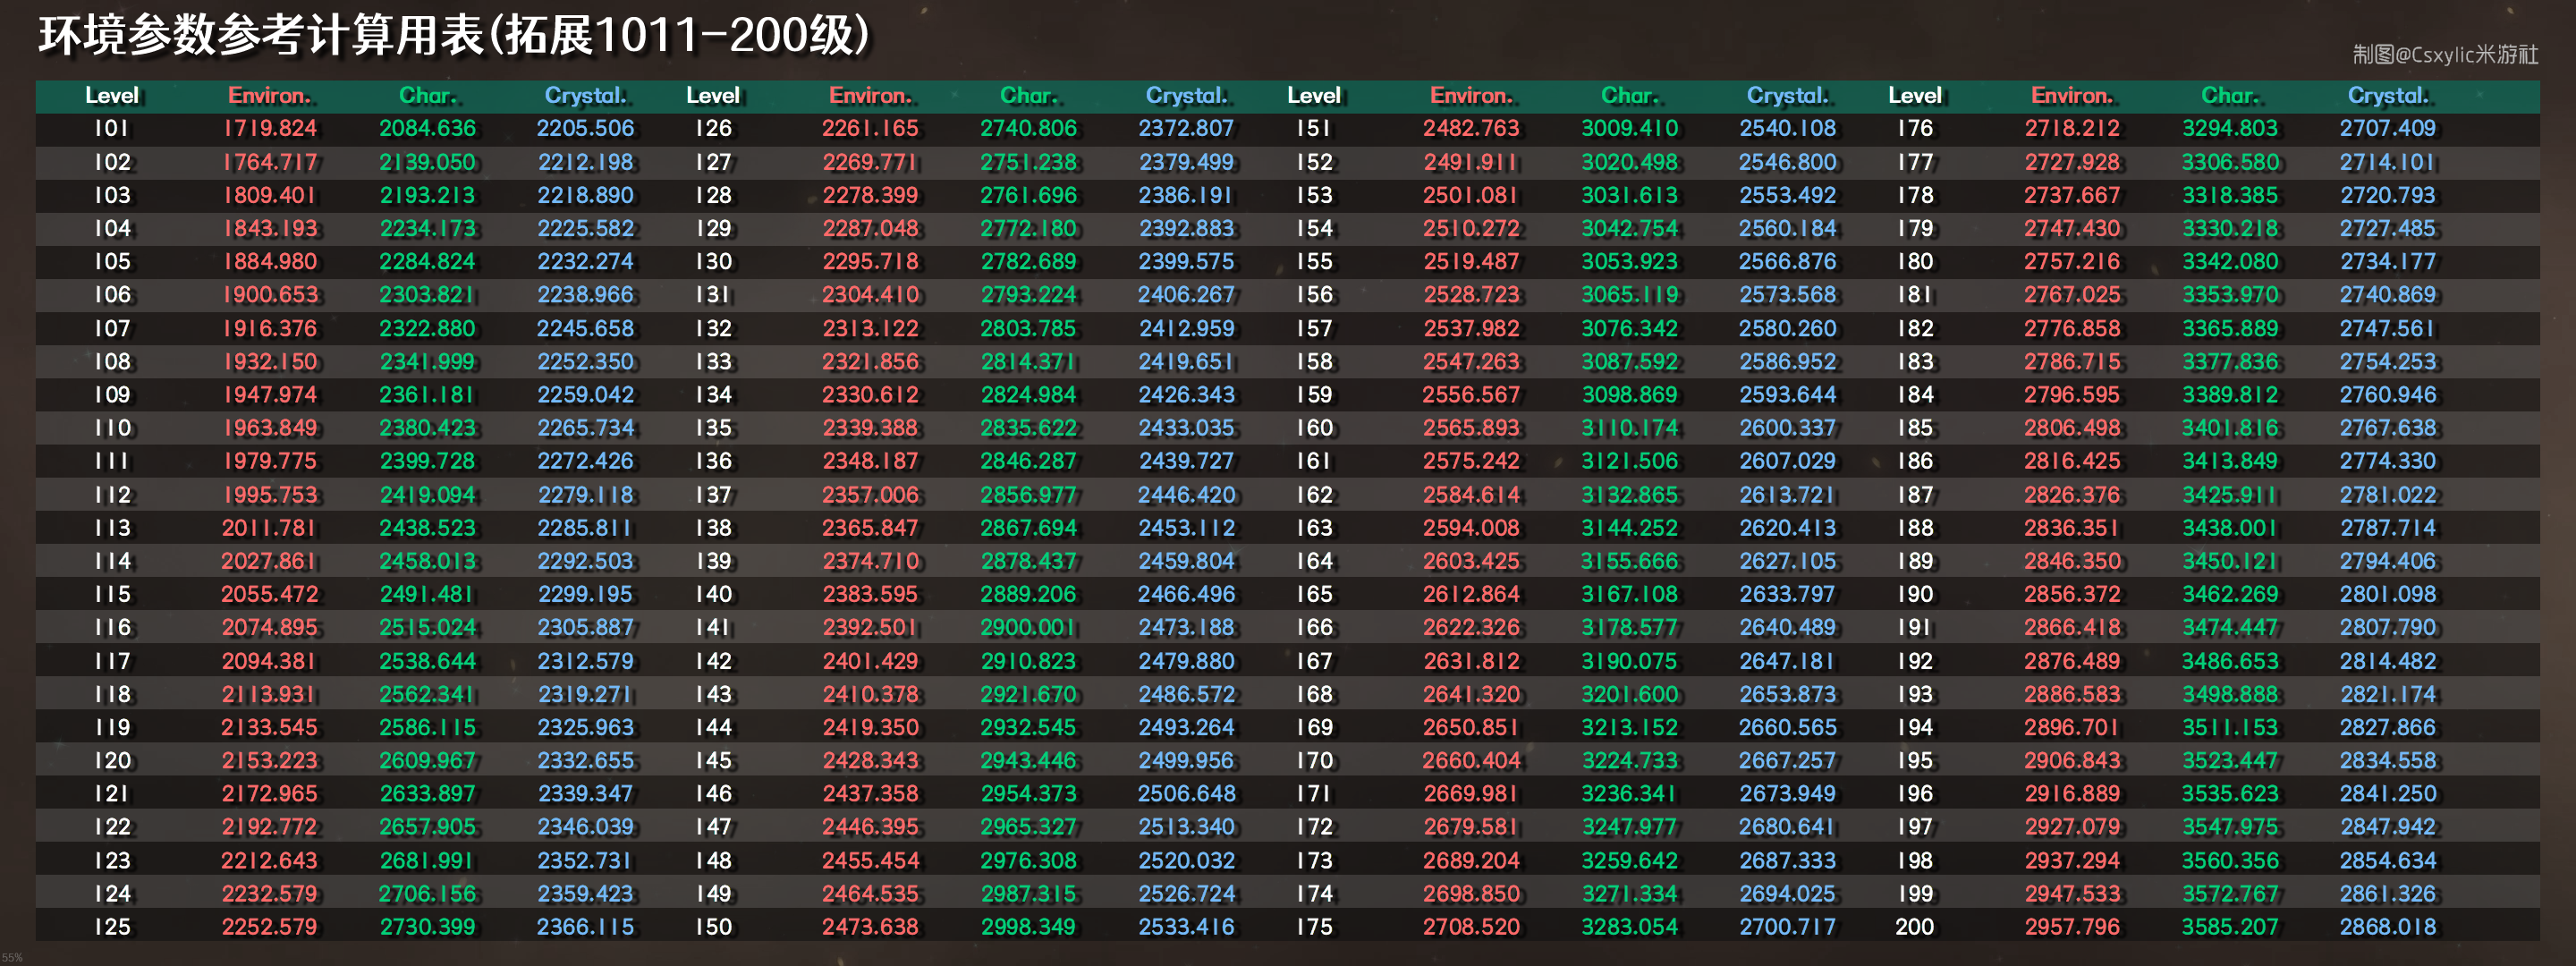 环境参数参考计算用表(拓展1011-200级)
制图@Csxylic米游社
Level Environ. Char. Crystal. Level Environ. Char. Crystal. Level Environ. Char. Crystal. Level Environ. Char. Crystal.
101 1719.824 2084.636 2205.506 126 2261.165 2740.806 2372.807 151 2482.763 3009.410 2540.108 176 2718.212 3294.803 2707.409
102 1764.717 2139.050 2212.198 127 2269.771 2751.238 2379.499 152 2491.911 3020.498 2546.800 177 2727.928 3306.580 2714.101
103 1809.401 2193.213 2218.890 128 2278.399 2761.696 2386.191 153 2501.081 3031.613 2553.492 178 2737.667 3318.385 2720.793
104 1843.193 2234.173 2225.582 129 2287.048 2772.180 2392.883 154 2510.272 3042.754 2560.184 179 2747.430 3330.218 2727.485
105 1884.980 2284.824 2232.274 130 2295.718 2782.689 2399.575 155 2519.487 3053.923 2566.876 180 2757.216 3342.080 2734.177
106 1900.653 2303.821 2238.966 131 2304.410 2793.224 2406.267 156 2528.723 3065.119 2573.568 181 2767.025 3353.970 2740.869
107 1916.376 2322.880 2245.658 132 2313.122 2803.785 2412.959 157 2537.982 3076.342 2580.260 182 2776.858 3365.889 2747.561
108 1932.150 2341.999 2252.350 133 2321.856 2814.371 2419.651 158 2547.263 3087.592 2586.952 183 2786.715 3377.836 2754.253
109 1947.974 2361.181 2259.042 134 2330.612 2824.984 2426.343 159 2556.567 3098.869 2593.644 184 2796.595 3389.812 2760.946
110 1963.849 2380.423 2265.734 135 2339.388 2835.622 2433.035 160 2565.893 3110.174 2600.337 185 2806.498 3401.816 2767.638
111 1979.775 2399.728 2272.426 136 2348.187 2846.287 2439.727 161 2575.242 3121.506 2607.029 186 2816.425 3413.849 2774.330
112 1995.753 2419.094 2279.118 137 2357.006 2856.977 2446.420 162 2584.614 3132.865 2613.721 187 2826.376 3425.911 2781.022
113 2011.781 2438.523 2285.811 138 2365.847 2867.694 2453.112 163 2594.008 3144.252 2620.413 188 2836.351 3438.001 2787.714
114 2027.861 2458.013 2292.503 139 2374.710 2878.437 2459.804 164 2603.425 3155.666 2627.105 189 2846.350 3450.121 2794.406
115 2055.472 2491.481 2299.195 140 2383.595 2889.206 2466.496 165 2612.864 3167.108 2633.797 190 2856.372 3462.269 2801.098
116 2074.895 2515.024 2305.887 141 2392.501 2900.001 2473.188 166 2622.326 3178.577 2640.489 191 2866.418 3474.447 2807.790
117 2094.381 2538.644 2312.579 142 2401.429 2910.823 2479.880 167 2631.812 3190.075 2647.181 192 2876.489 3486.653 2814.482
118 2113.931 2562.341 2319.271 143 2410.378 2921.670 2486.572 168 2641.320 3201.600 2653.873 193 2886.583 3498.888 2821.174
119 2133.545 2586.115 2325.963 144 2419.350 2932.545 2493.264 169 2650.851 3213.152 2660.565 194 2896.701 3511.153 2827.866
120 2153.223 2609.967 2332.655 145 2428.343 2943.446 2499.956 170 2660.404 3224.733 2667.257 195 2906.843 3523.447 2834.558
121 2172.965 2633.897 2339.347 146 2437.358 2954.373 2506.648 171 2669.981 3236.341 2673.949 196 2916.889 3535.623 2841.250
122 2192.772 2657.905 2346.039 147 2446.395 2965.327 2513.340 172 2679.581 3247.977 2680.641 197 2927.079 3547.975 2847.942
123 2212.643 2681.991 2352.731 148 2455.454 2976.308 2520.032 173 2689.204 3259.642 2687.333 198 2937.294 3560.356 2854.634
124 2232.579 2706.156 2359.423 149 2464.535 2987.315 2526.724 174 2698.850 3271.334 2694.025 199 2947.533 3572.767 2861.326
125 2252.579 2730.399 2366.115 150 2473.638 2998.349 2533.416 175 2708.520 3283.054 2700.717 200 2957.796 3585.207 2868.018
55%